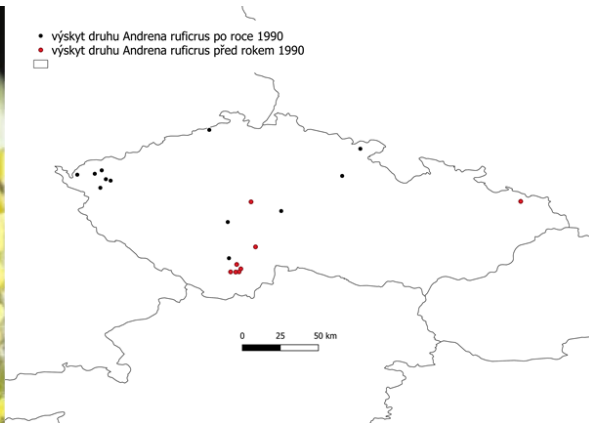 výskyt druhu Andrena ruficrus po roce 1990
výskyt druhu Andrena ruficrus před rokem 1990
0 25 50 km